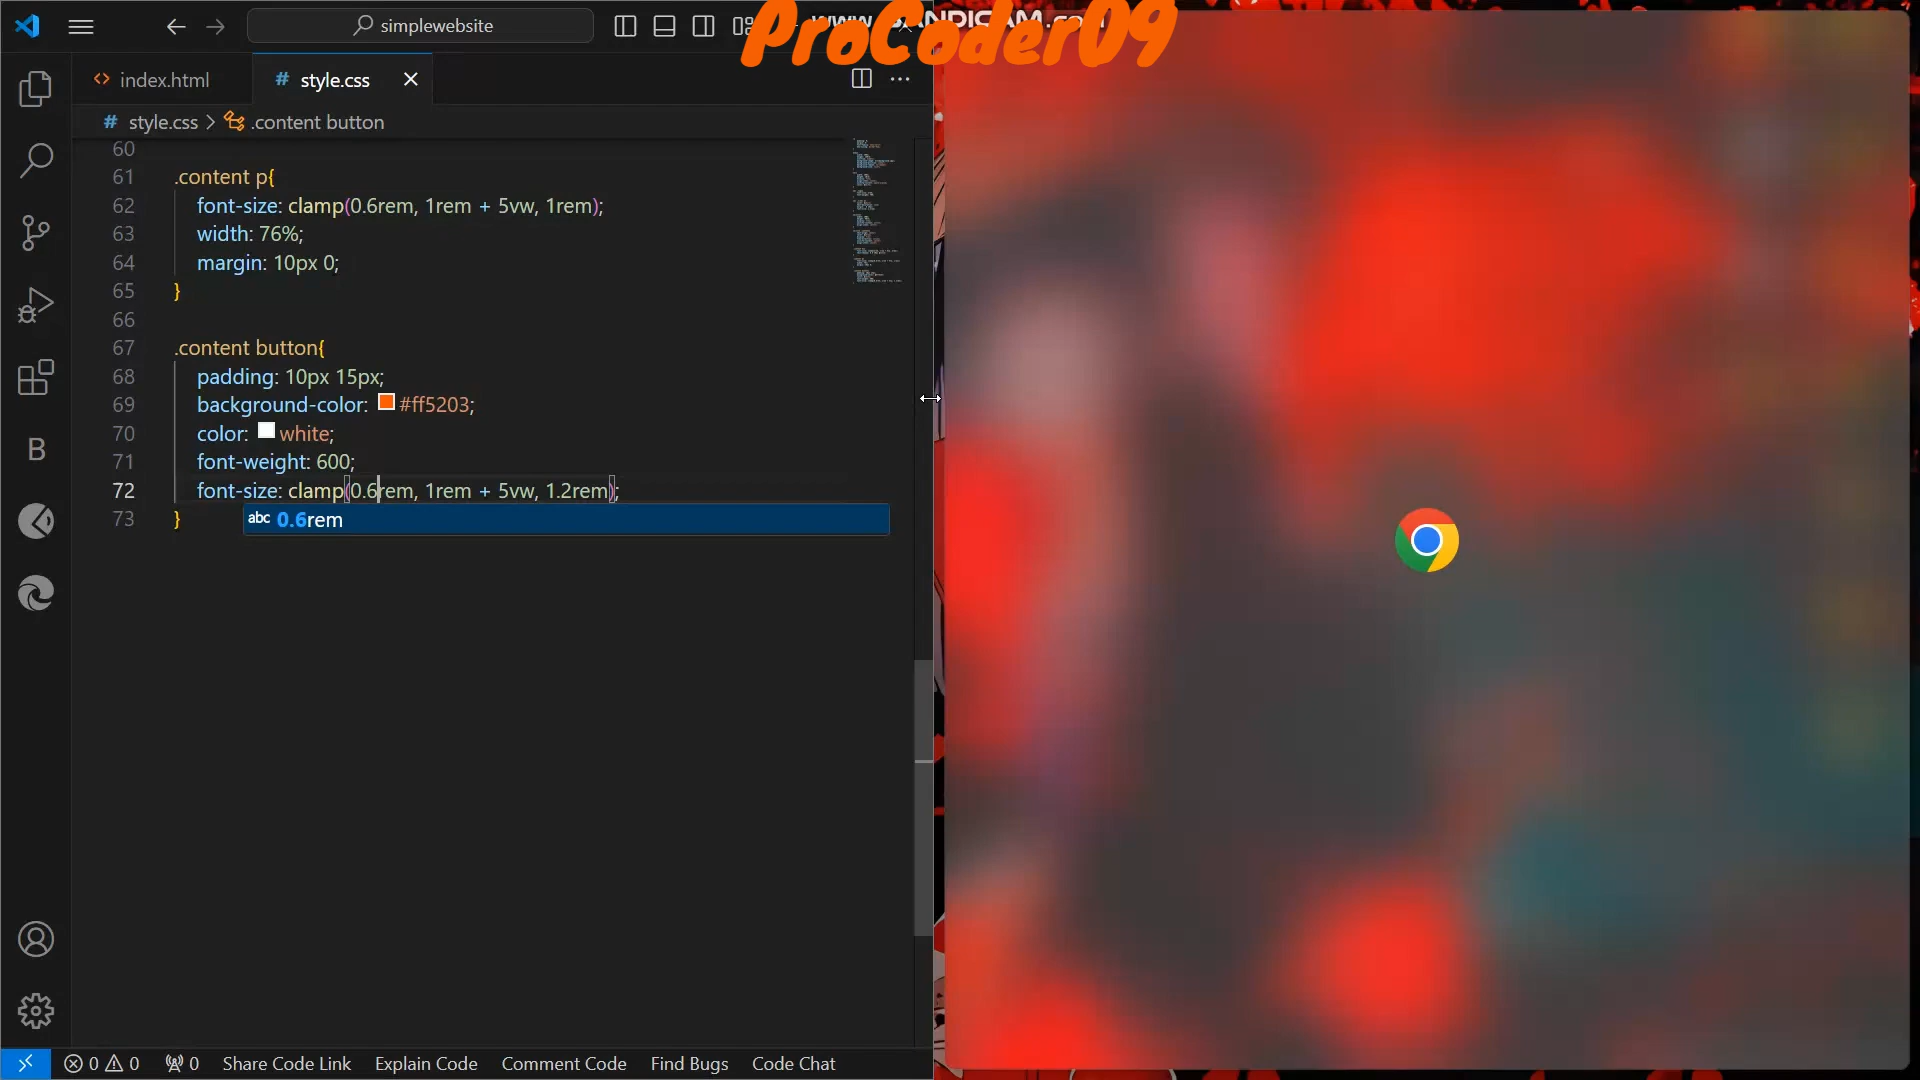 simplewebsite
www.BANDICAM.com
ProCoder09
index.html
# style.css
# style.css > .content button
60
61 .content p{
62 font-size: clamp(0.6rem, 1rem + 5vw, 1rem);
63 width: 76%;
64 margin: 10px 0;
65 }
66
67 .content button{
68 padding: 10px 15px;
69 background-color: #ff5203;
70 color: white;
71 font-weight: 600;
72 font-size: clamp(0.6rem, 1rem + 5vw, 1.2rem);
abc 0.6rem
73 }
B
0 0 0 Share Code Link Explain Code Comment Code Find Bugs Code Chat